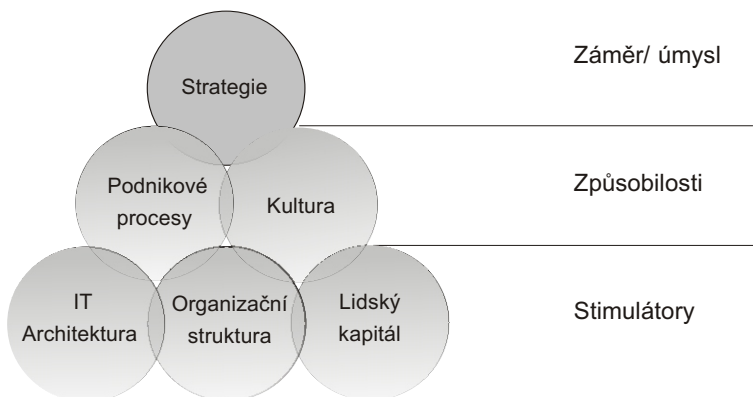 Strategie
Záměr/ úmysl
Podnikové
procesy
Kultura
Způsobilosti
IT
Architektura
Organizační
struktura
Lidský
kapitál
Stimulátory